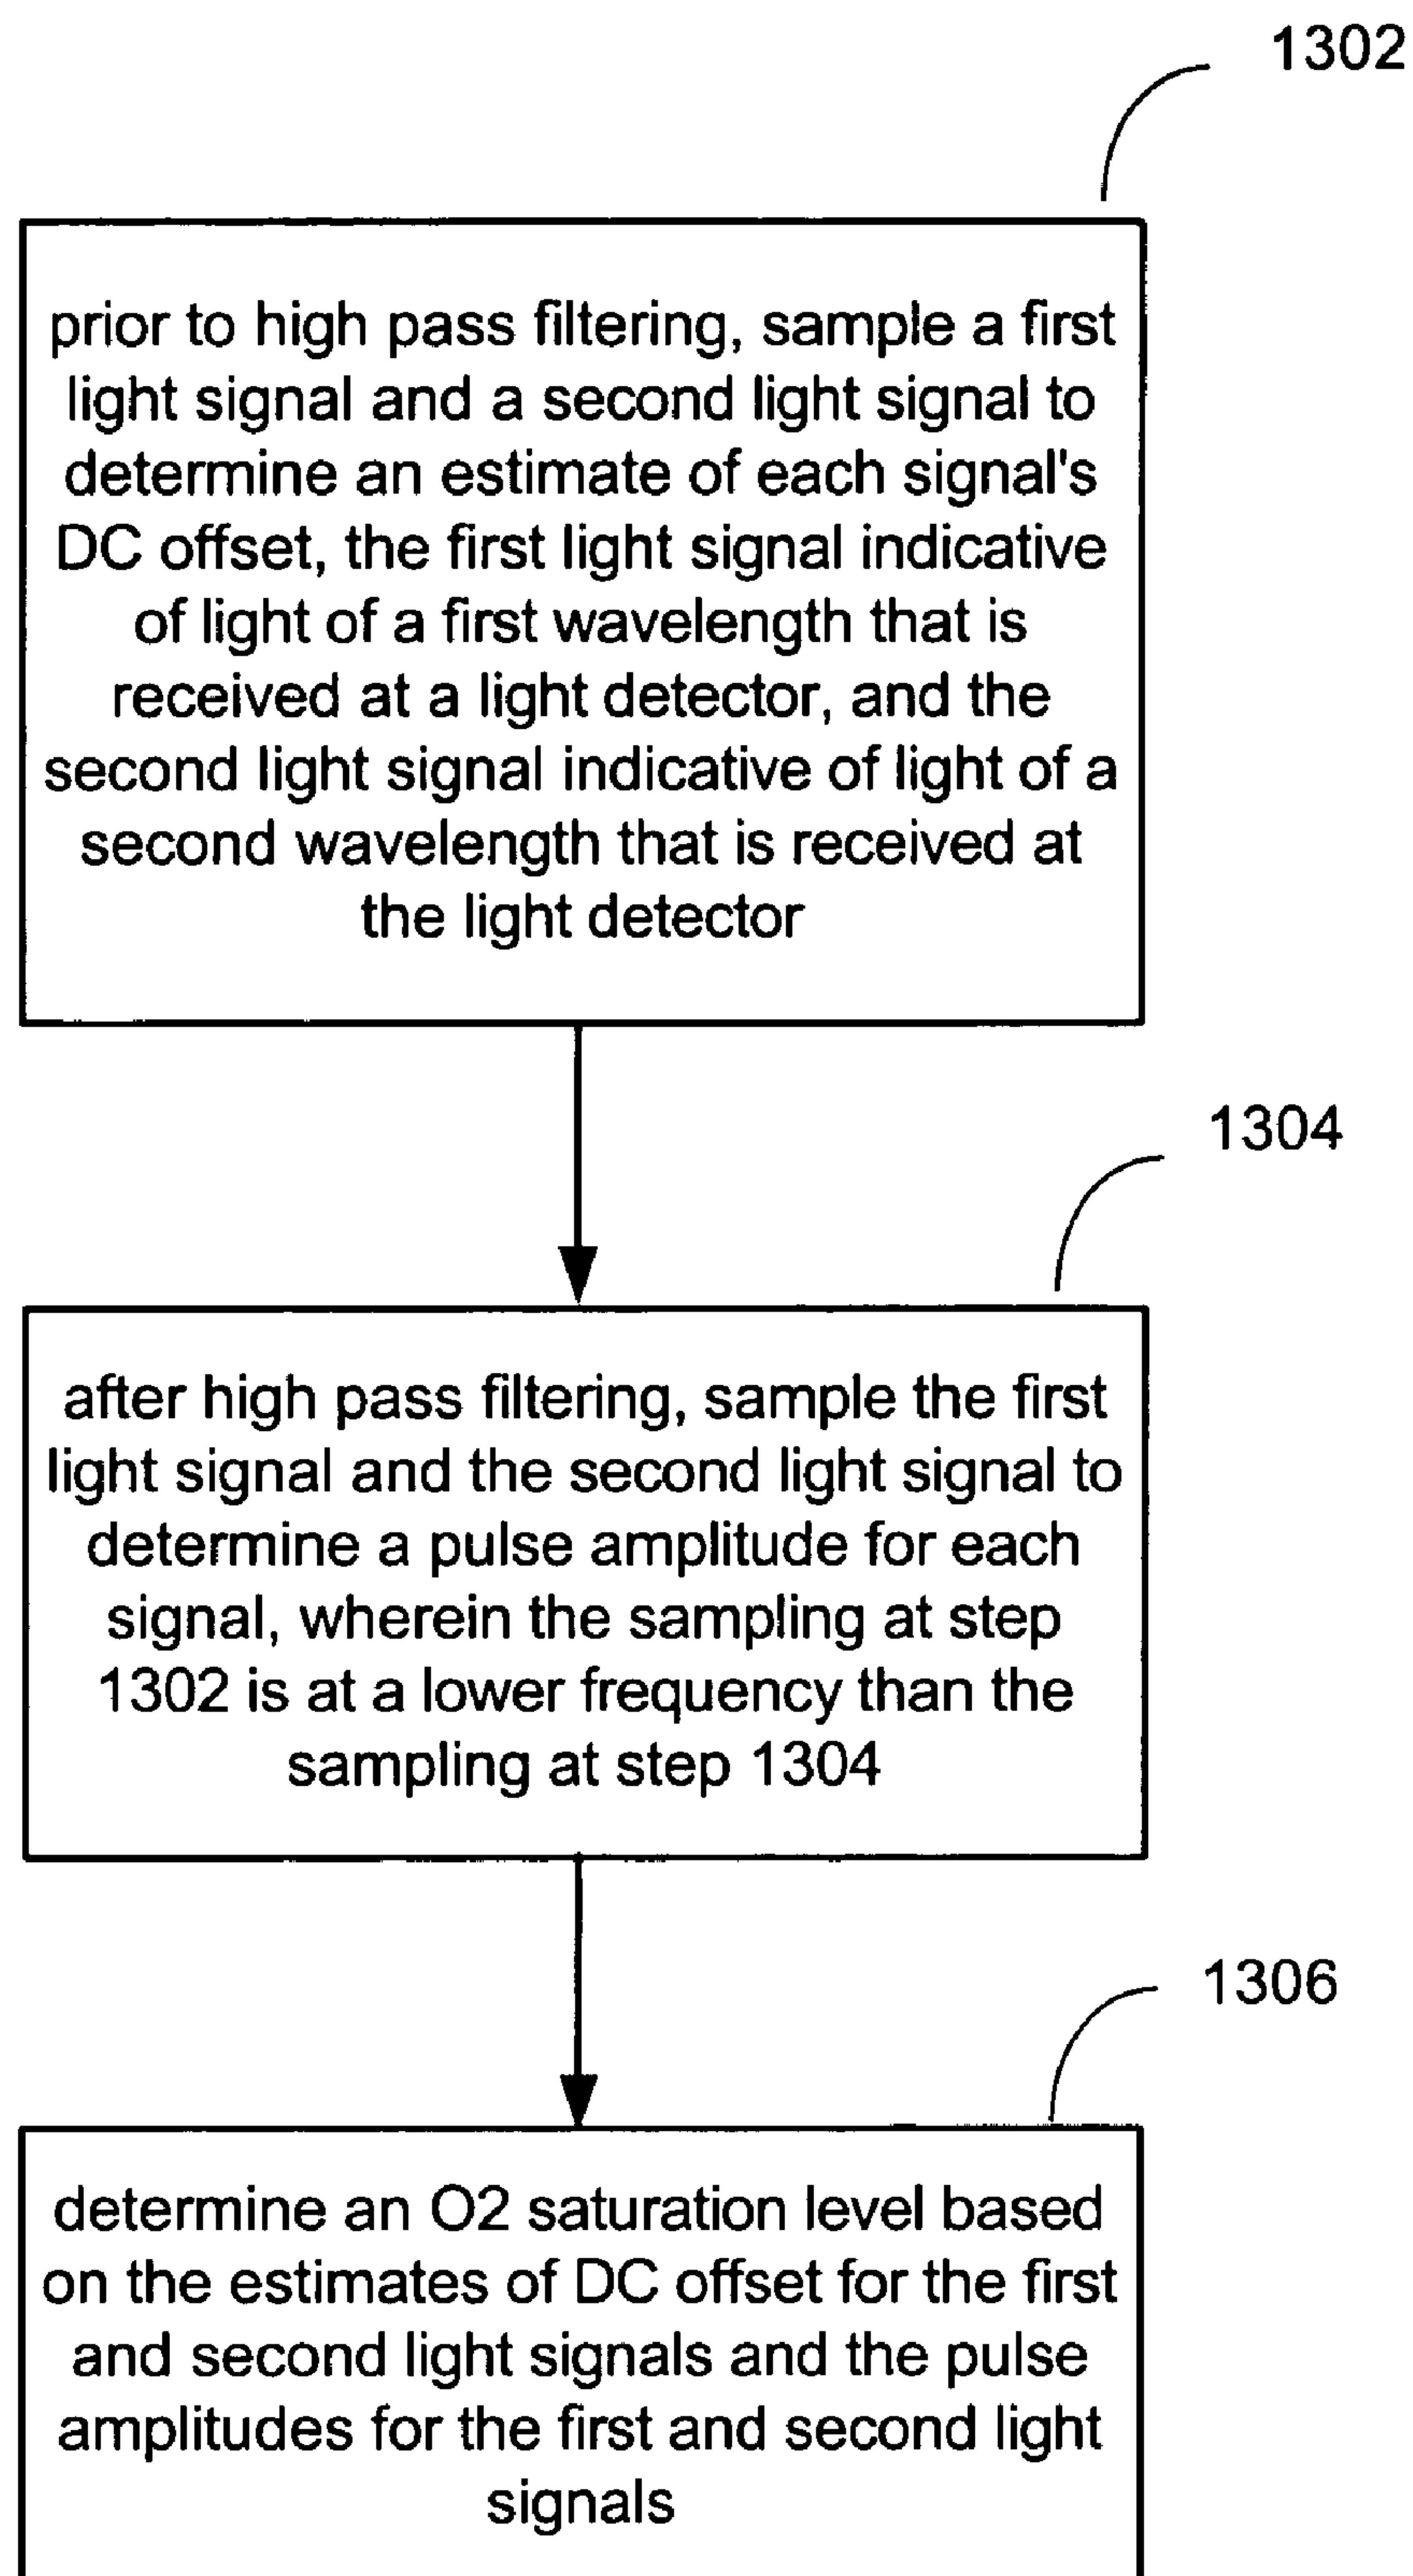 1302
prior to high pass filtering, sample a first
light signal and a second light signal to
determine an estimate of each signal's
DC offset, the first light signal indicative
of light of a first wavelength that is
received at a light detector, and the
second light signal indicative of light of a
second wavelength that is received at
the light detector
1304
after high pass filtering, sample the first
light signal and the second light signal to
determine a pulse amplitude for each
signal, wherein the sampling at step
1302 is at a lower frequency than the
sampling at step 1304
1306
determine an O2 saturation level based
on the estimates of DC offset for the first
and second light signals and the pulse
amplitudes for the first and second light
signals